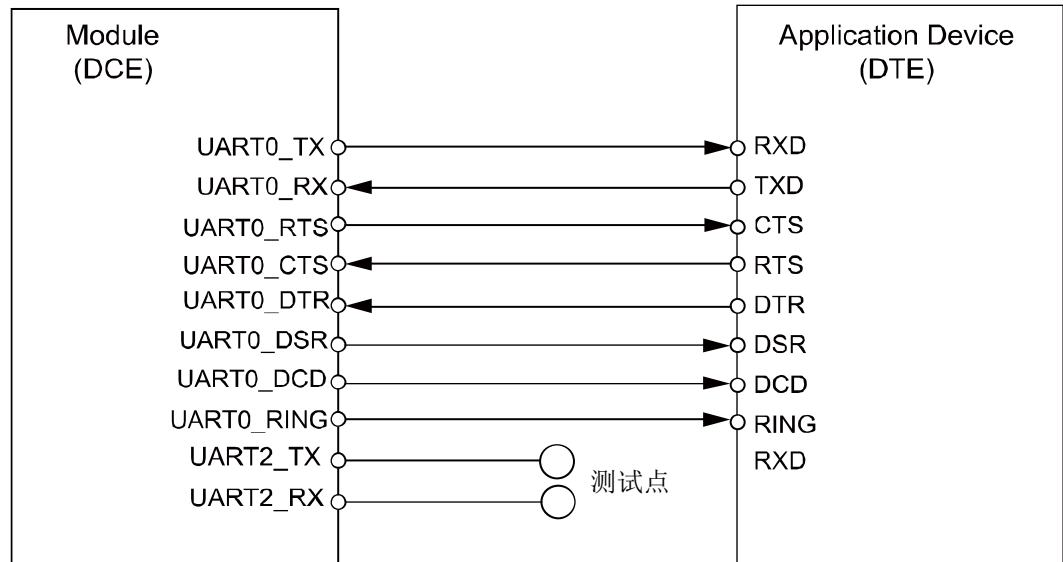 Module
(DCE)
Application Device
(DTE)
UART0_TX
RXD
UART0_RX
TXD
UART0_RTS
CTS
UART0_CTS
RTS
UART0_DTR
DTR
UART0_DSR
DSR
UART0_DCD
DCD
UART0_RING
RING
UART2_TX
RXD
测试点
UART2_RX